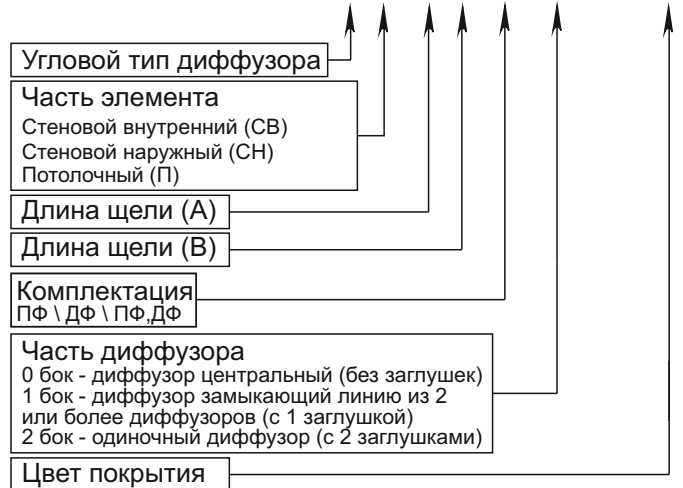 Угловой тип диффузора
Часть элемента
Стеновой внутренний (СВ)
Стеновой наружный (СН)
Потолочный (П)
Длина щели (А)
Длина щели (В)
Комплектация
ПФ \ ДФ \ ПФ,ДФ
Часть диффузора
0 бок - диффузор центральный (без заглушек)
1 бок - диффузор замыкающий линию из 2
или более диффузоров (с 1 заглушкой)
2 бок - одиночный диффузор (с 2 заглушками)
Цвет покрытия